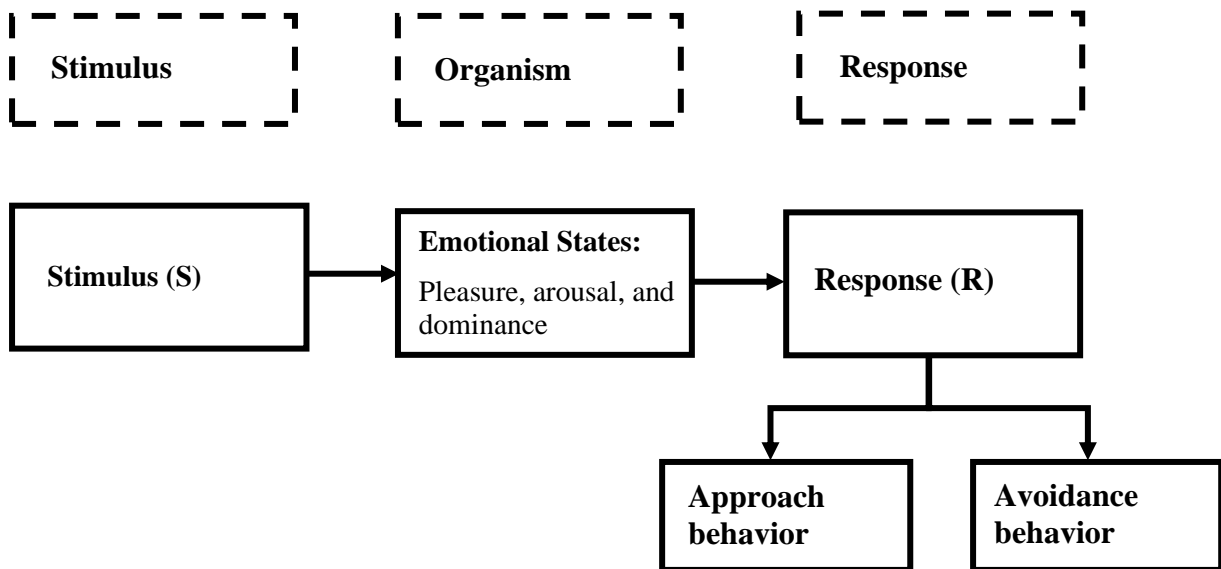 Stimulus
Organism
Response
Stimulus (S)
Emotional States:
Pleasure, arousal, and
dominance
Response (R)
Approach
behavior
Avoidance
behavior